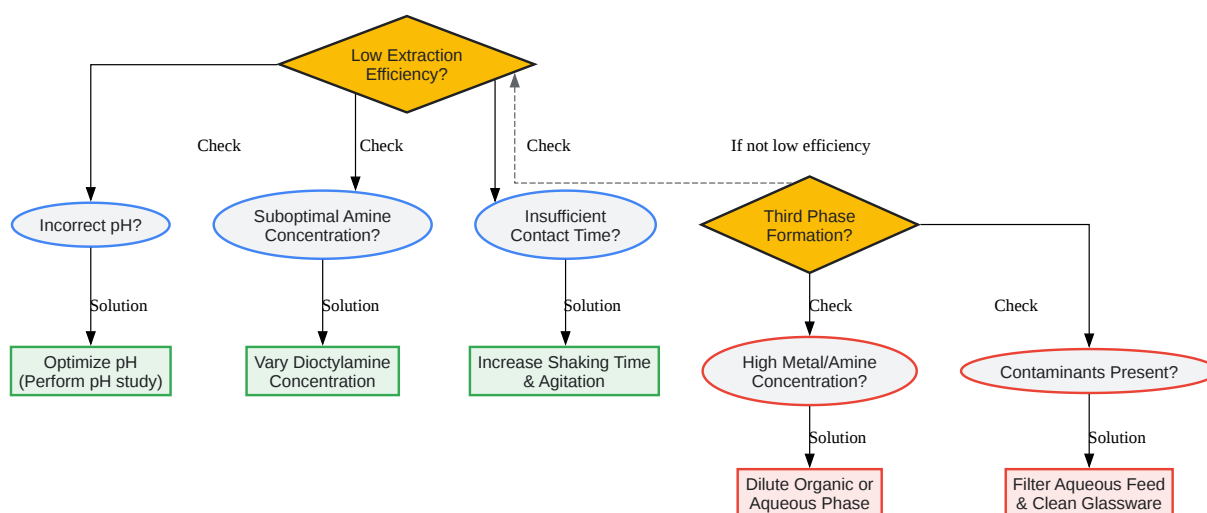 Low Extraction
Efficiency?
Check
Check
Check
If not low efficiency
Incorrect pH?
Suboptimal Amine
Concentration?
Insufficient
Contact Time?
Third Phase
Formation?
Solution
Solution
Solution
Check
Check
Optimize pH
(Perform pH study)
Vary Dioctylamine
Concentration
Increase Shaking Time
& Agitation
High Metal/Amine
Concentration?
Contaminants Present?
Solution
Solution
Dilute Organic or
Aqueous Phase
Filter Aqueous Feed
& Clean Glassware